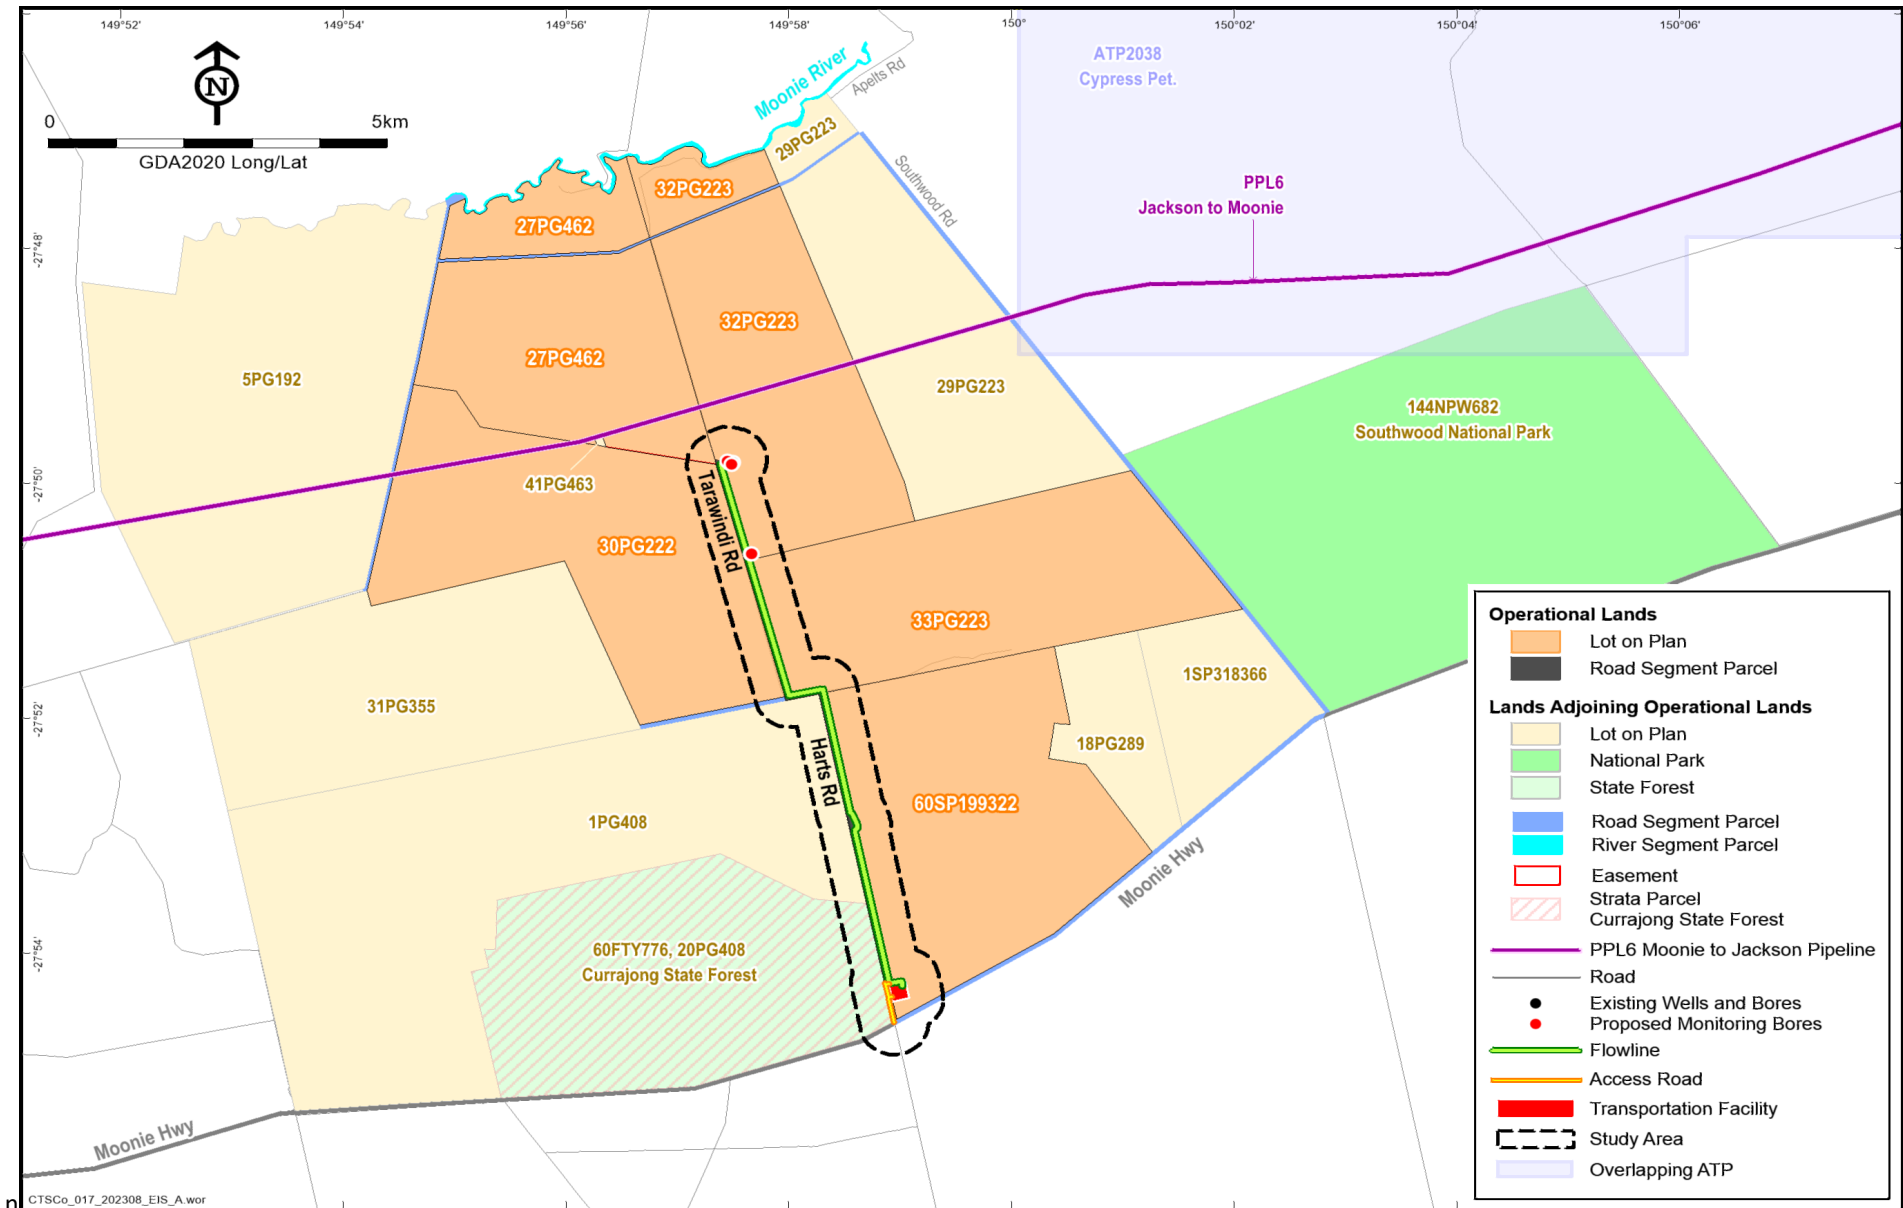 149°52'
149°54'
149°56'
149°58'
150°
150°02'
150°04'
150°06'
-27°48'
-27°50'
-27°52'
-27°54'
N
0 5km
GDA2020 Long/Lat
Moonie River
Apelts Rd
ATP2038
Cypress Pet.
29PG223
32PG223
27PG462
Southwood Rd
PPL6
Jackson to Moonie
32PG223
27PG462
5PG192
29PG223
144NPW682
Southwood National Park
41PG463
Tarawindi Rd
30PG222
33PG223
31PG355
1SP318366
18PG289
Harts Rd
60SP199322
1PG408
Moonie Hwy
60FTY776, 20PG408
Currajong State Forest
Moonie Hwy
Operational Lands
Lot on Plan
Road Segment Parcel
Lands Adjoining Operational Lands
Lot on Plan
National Park
State Forest
Road Segment Parcel
River Segment Parcel
Easement
Strata Parcel
Currajong State Forest
PPL6 Moonie to Jackson Pipeline
Road
Existing Wells and Bores
Proposed Monitoring Bores
Flowline
Access Road
Transportation Facility
Study Area
Overlapping ATP
n
CTSCo_017_202308_EIS_A.wor